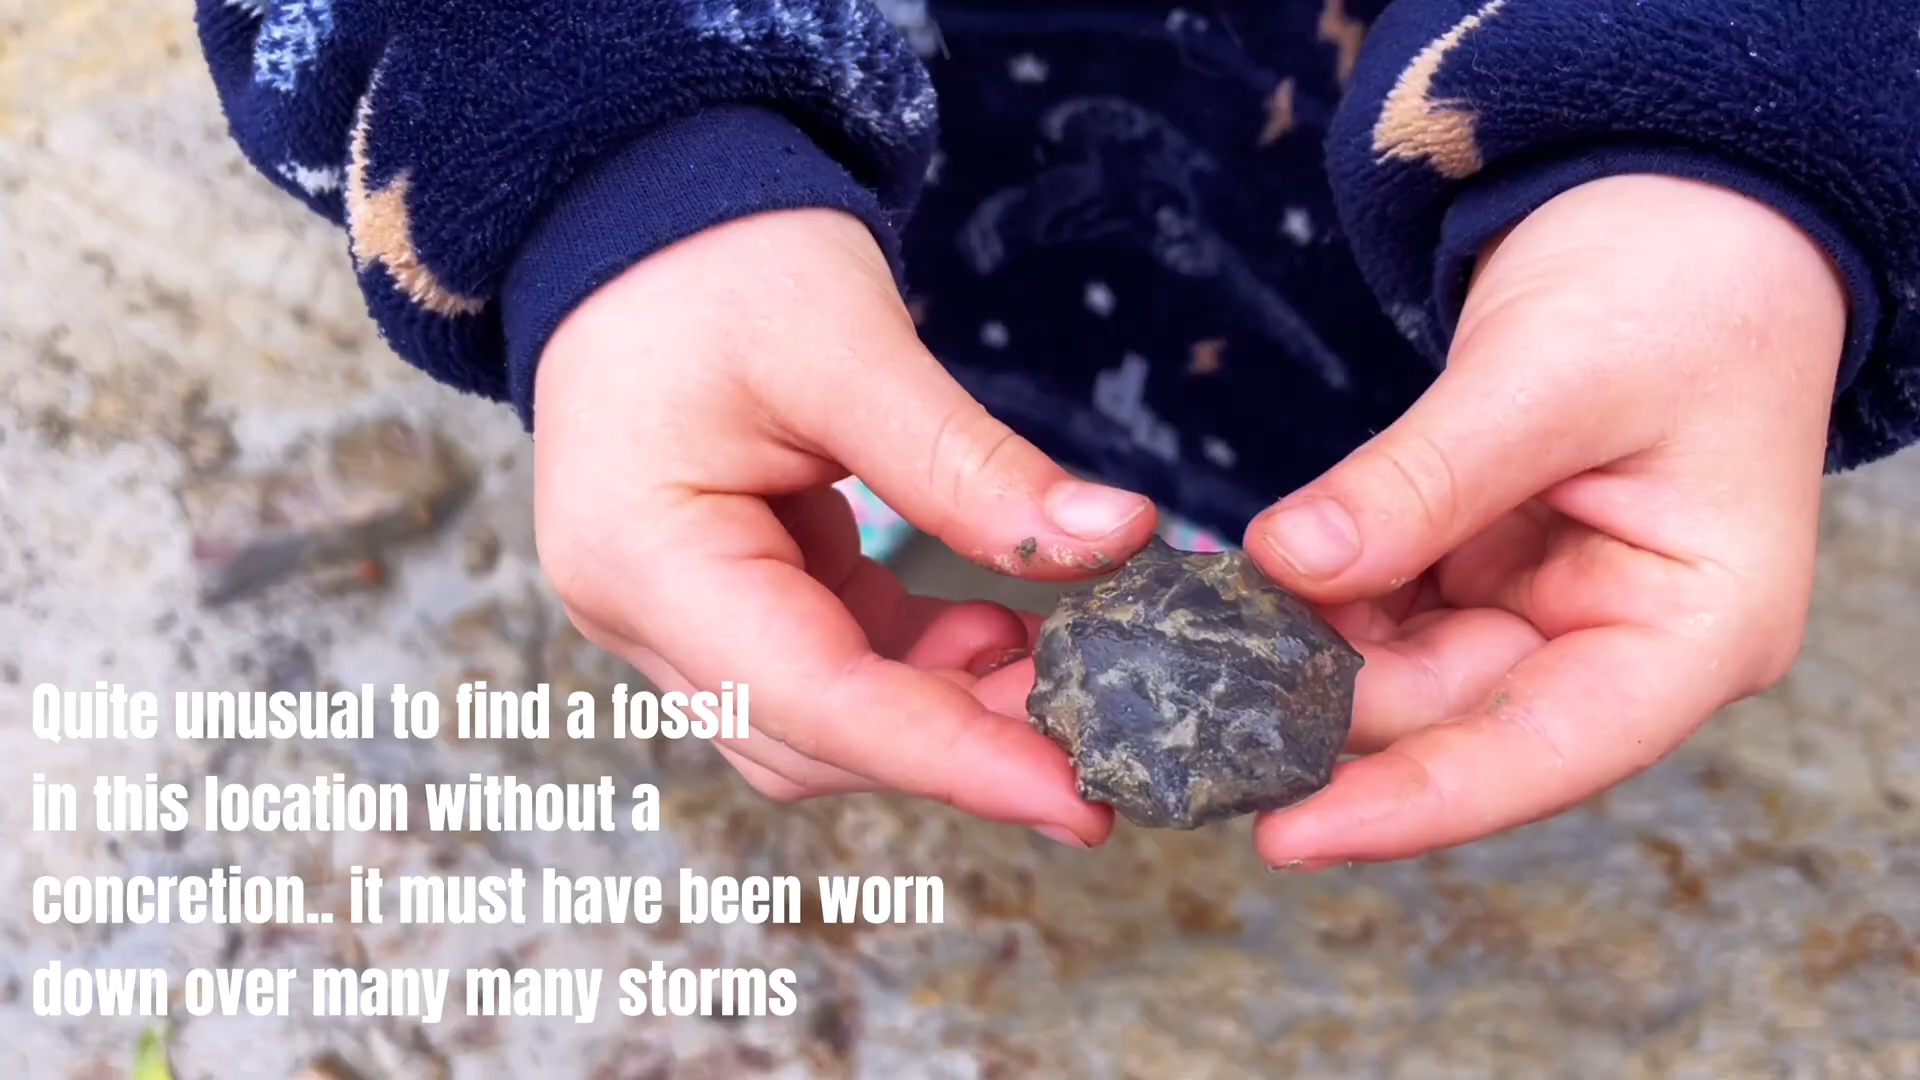 Quite unusual to find a fossil
in this location without a
concretion.. it must have been worn
down over many many storms